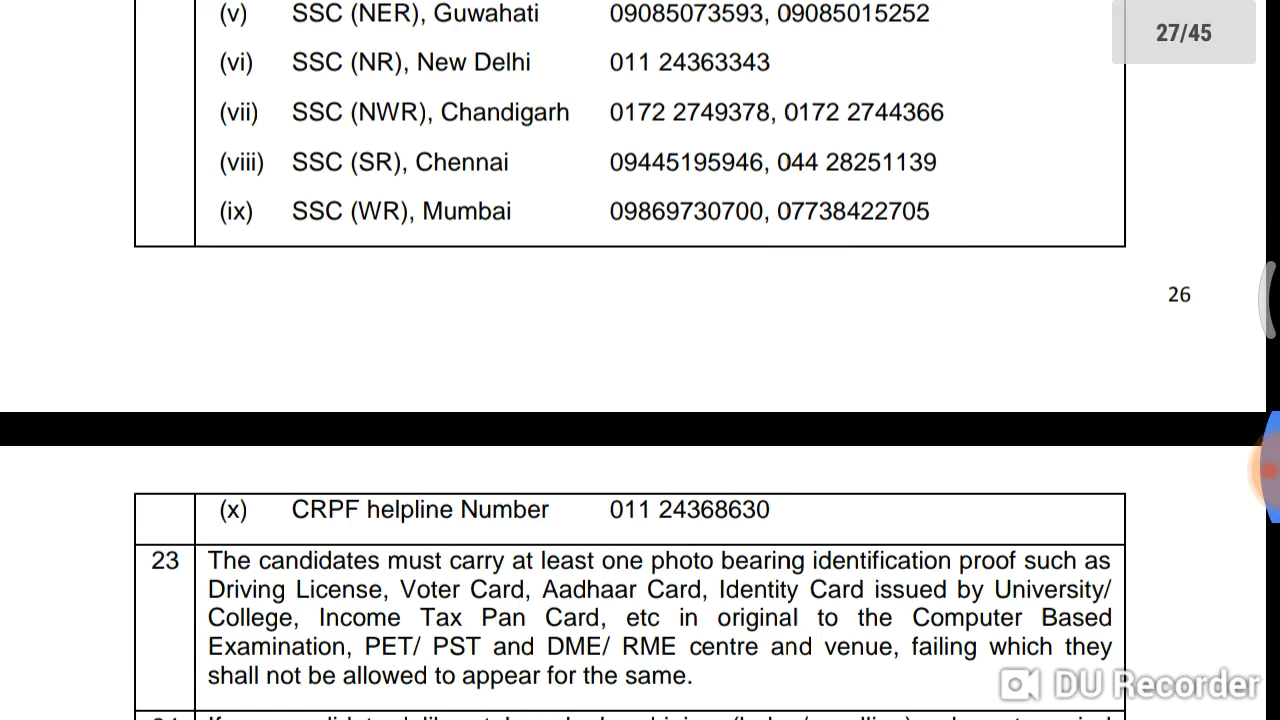 (v) SSC (NER), Guwahati 09085073593, 09085015252
27/45
(vi) SSC (NR), New Delhi 011 24363343
(vii) SSC (NWR), Chandigarh 0172 2749378, 0172 2744366
(viii) SSC (SR), Chennai 09445195946, 044 28251139
(ix) SSC (WR), Mumbai 09869730700, 07738422705
26
(x) CRPF helpline Number 011 24368630
23 The candidates must carry at least one photo bearing identification proof such as
Driving License, Voter Card, Aadhaar Card, Identity Card issued by University/
College, Income Tax Pan Card, etc in original to the Computer Based
Examination, PET/ PST and DME/ RME centre and venue, failing which they
shall not be allowed to appear for the same.
DU Recorder